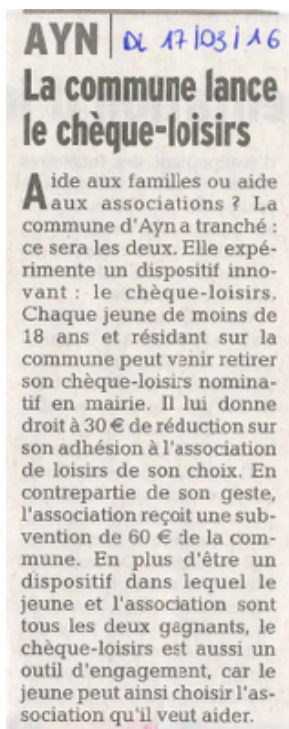 AYN | DL 17/03/16
La commune lance
le chèque-loisirs
Aide aux familles ou aide
aux associations ? La
commune d'Ayn a tranché :
ce sera les deux. Elle expé-
rimente un dispositif inno-
vant : le chèque-loisirs.
Chaque jeune de moins de
18 ans et résidant sur la
commune peut venir retirer
son chèque-loisirs nomina-
tif en mairie. Il lui donne
droit à 30 € de réduction sur
son adhésion à l'association
de loisirs de son choix. En
contrepartie de son geste,
l'association reçoit une sub-
vention de 60 € de la com-
mune. En plus d'être un
dispositif dans lequel le
jeune et l'association sont
tous les deux gagnants, le
chèque-loisirs est aussi un
outil d'engagement, car le
jeune peut ainsi choisir l'as-
sociation qu'il veut aider.